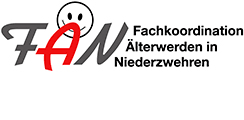 FAN
Fachkoordination
Älterwerden in
Niederzwehren